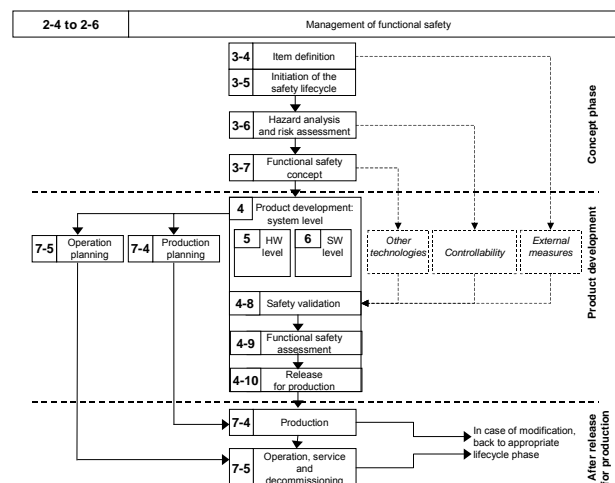 2-4 to 2-6 Management of functional safety
3-4 Item definition
3-5 Initiation of the
safety lifecycle
3-6 Hazard analysis
and risk assessment
3-7 Functional safety
concept
Concept phase
4 Product development:
system level
5 HW
level
6 SW
level
7-5 Operation
planning
7-4 Production
planning
Other
technologies
Controllability
External
measures
4-8 Safety validation
4-9 Functional safety
assessment
4-10 Release
for production
Product development
7-4 Production
7-5 Operation, service
and
decommissioning
In case of modification,
back to appropriate
lifecycle phase
After release
for production